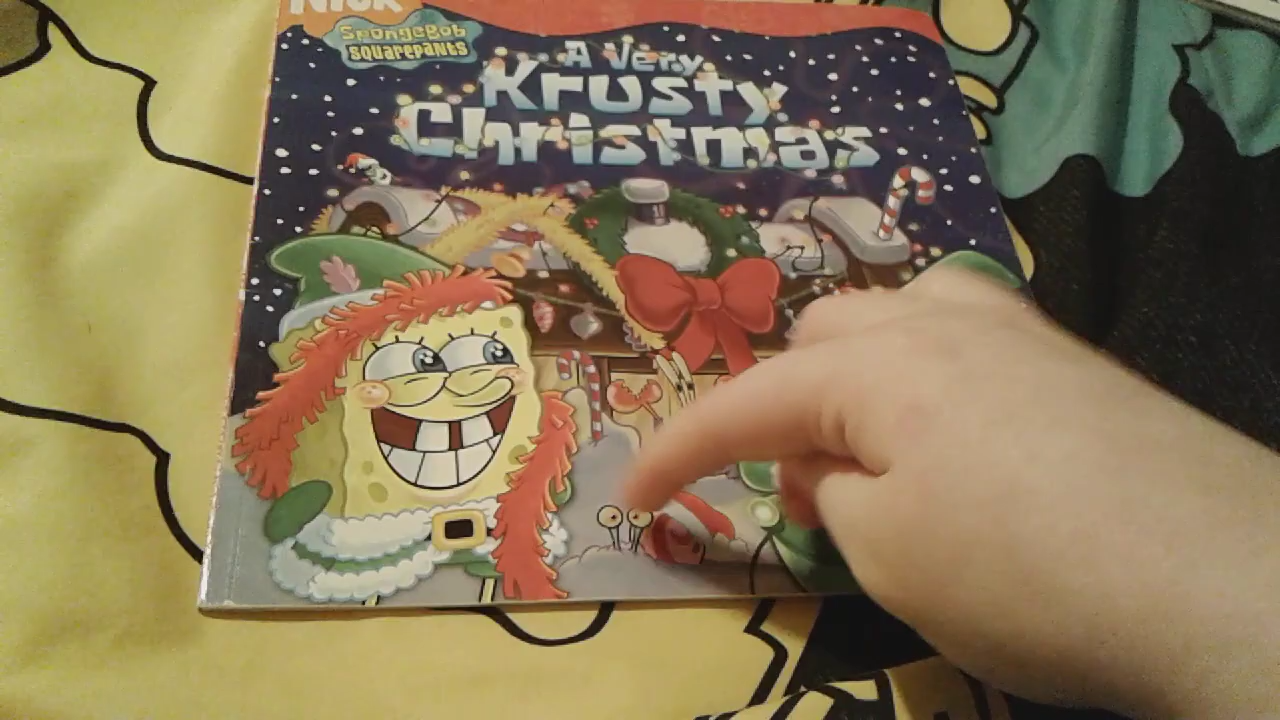 NICK
SpongeBob
SQUAREPANTS
A Very
Krusty
Christmas